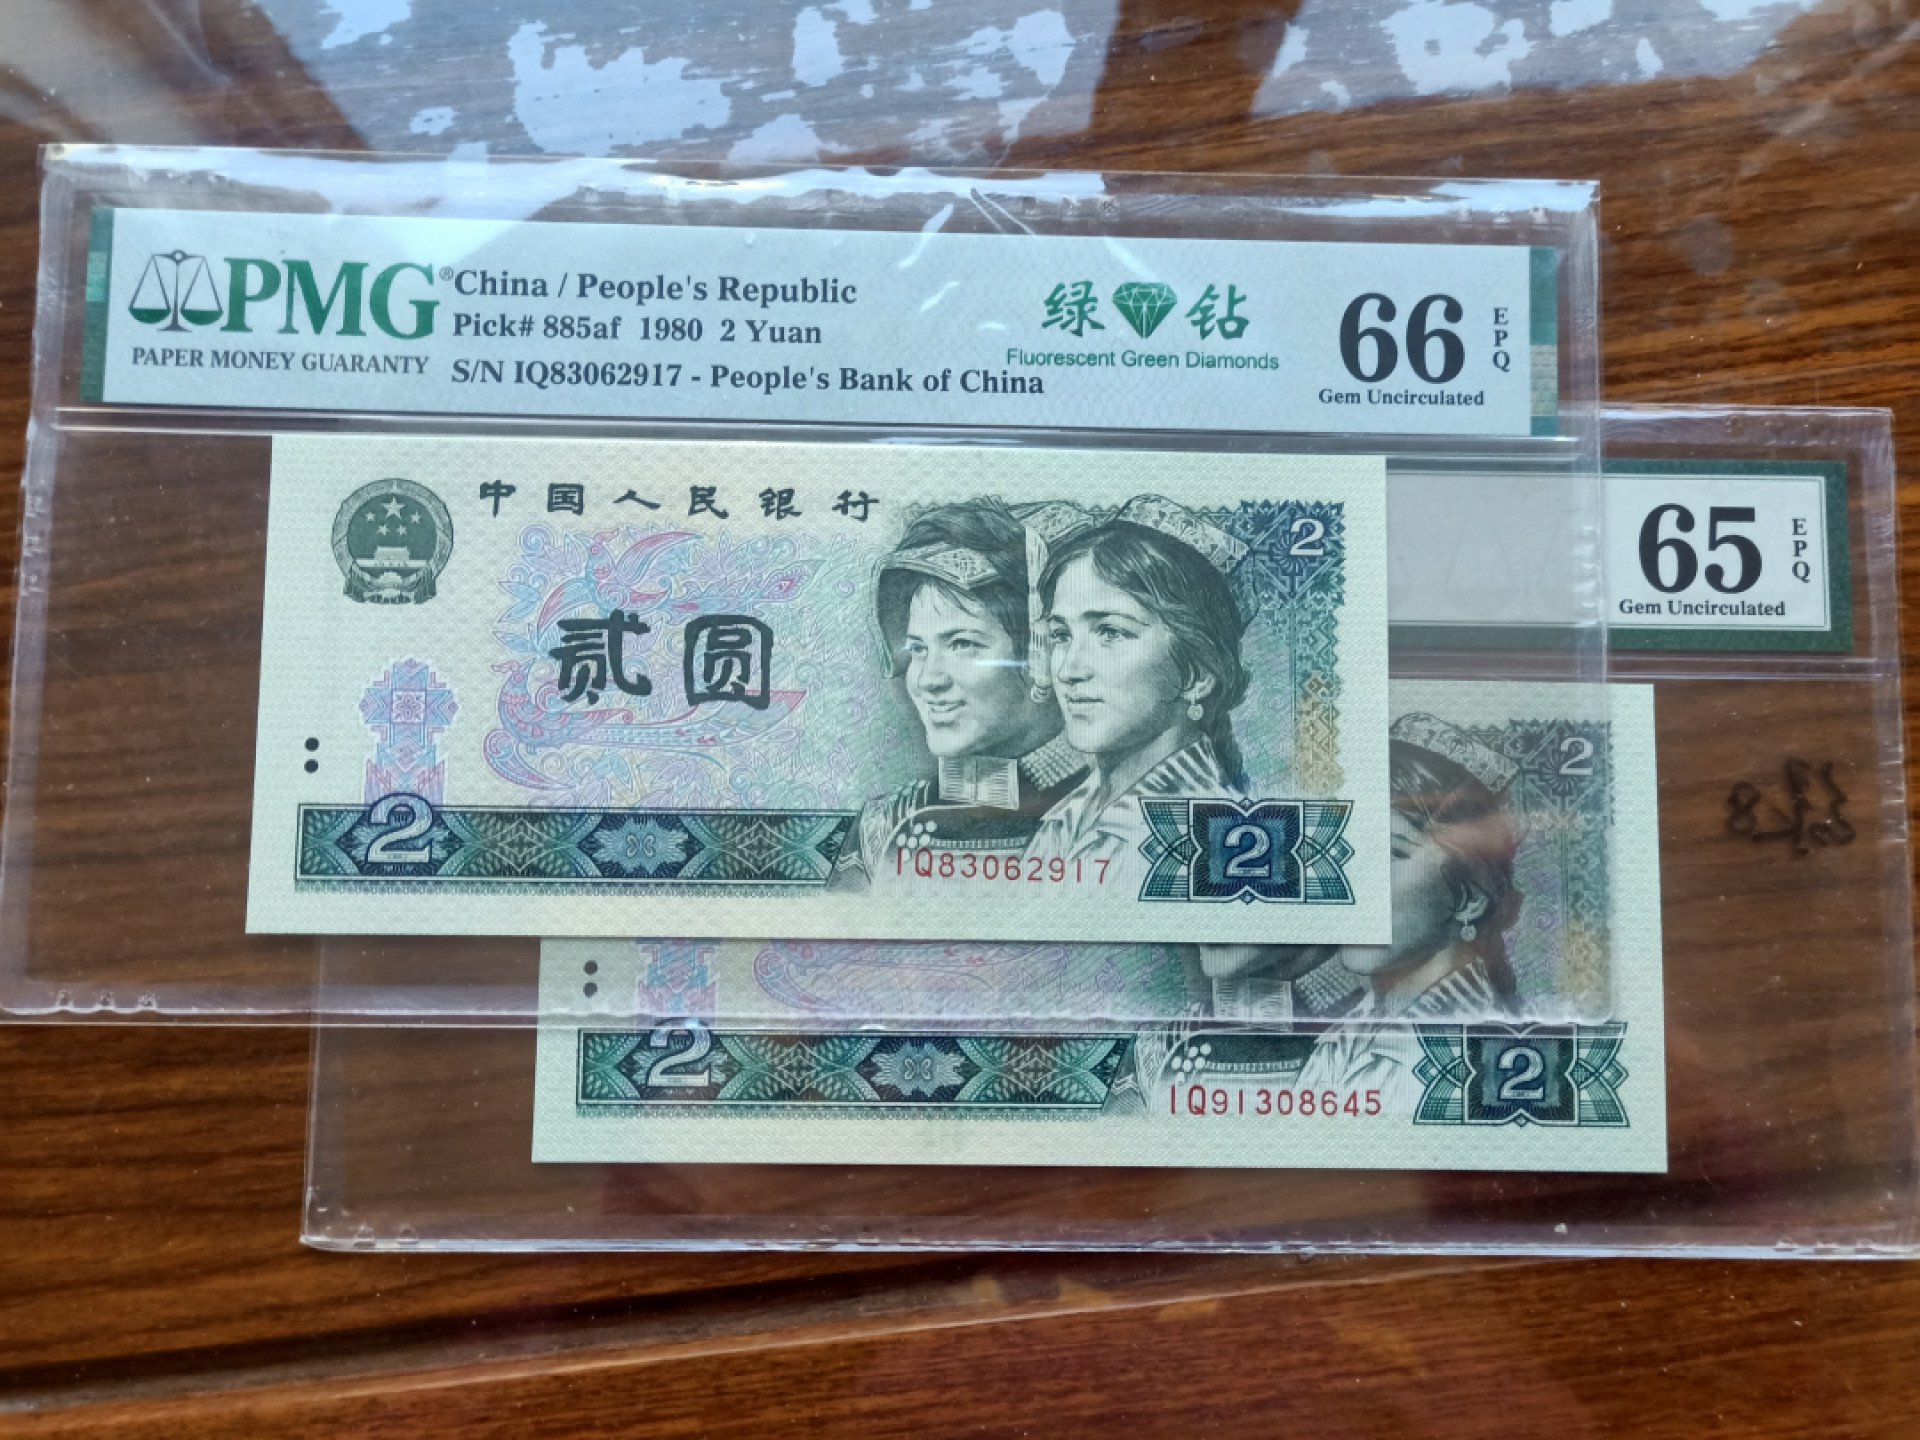 PMG®
PAPER MONEY GUARANTY
China / People's Republic
Pick# 885af 1980 2 Yuan
S/N IQ83062917 - People's Bank of China
绿 钻
Fluorescent Green Diamonds
66
EPQ
Gem Uncirculated
中国人民银行
2
贰圆
2
IQ83062917
2
65
EPQ
Gem Uncirculated
2
2
IQ91308645
2